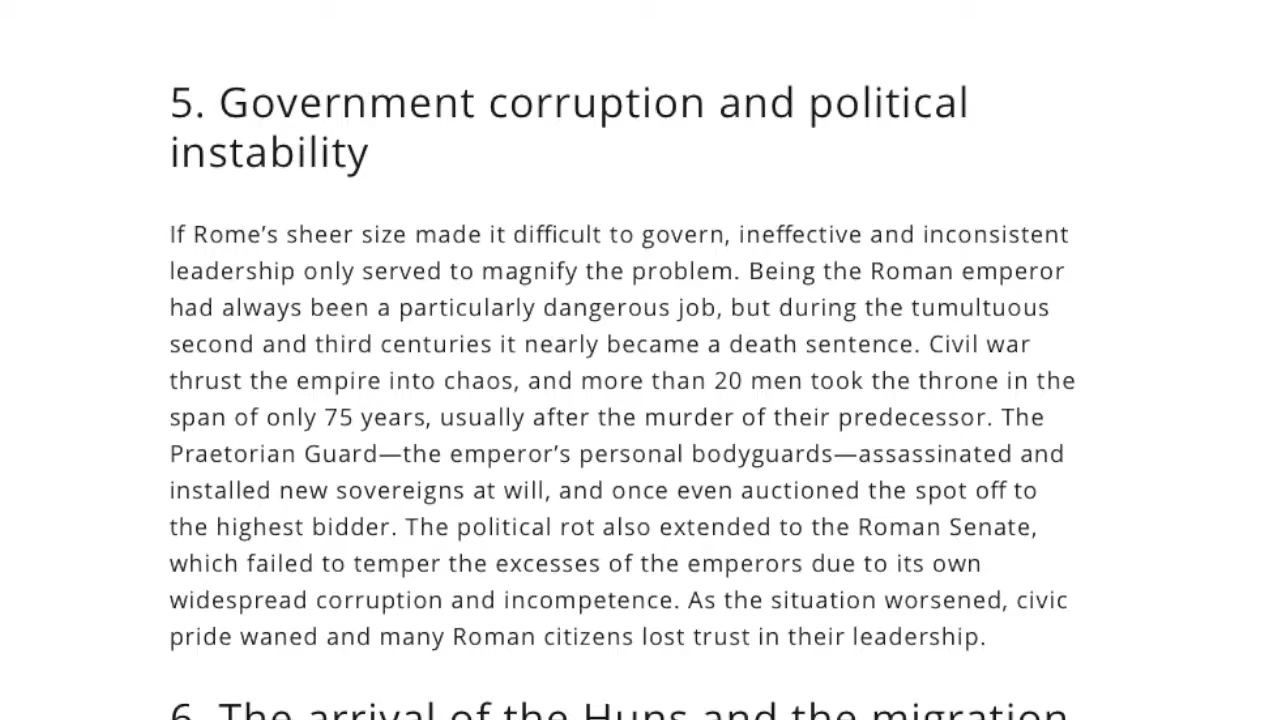 5. Government corruption and political
instability
If Rome’s sheer size made it difficult to govern, ineffective and inconsistent
leadership only served to magnify the problem. Being the Roman emperor
had always been a particularly dangerous job, but during the tumultuous
second and third centuries it nearly became a death sentence. Civil war
thrust the empire into chaos, and more than 20 men took the throne in the
span of only 75 years, usually after the murder of their predecessor. The
Praetorian Guard—the emperor’s personal bodyguards—assassinated and
installed new sovereigns at will, and once even auctioned the spot off to
the highest bidder. The political rot also extended to the Roman Senate,
which failed to temper the excesses of the emperors due to its own
widespread corruption and incompetence. As the situation worsened, civic
pride waned and many Roman citizens lost trust in their leadership.
6. The arrival of the Huns and the migration